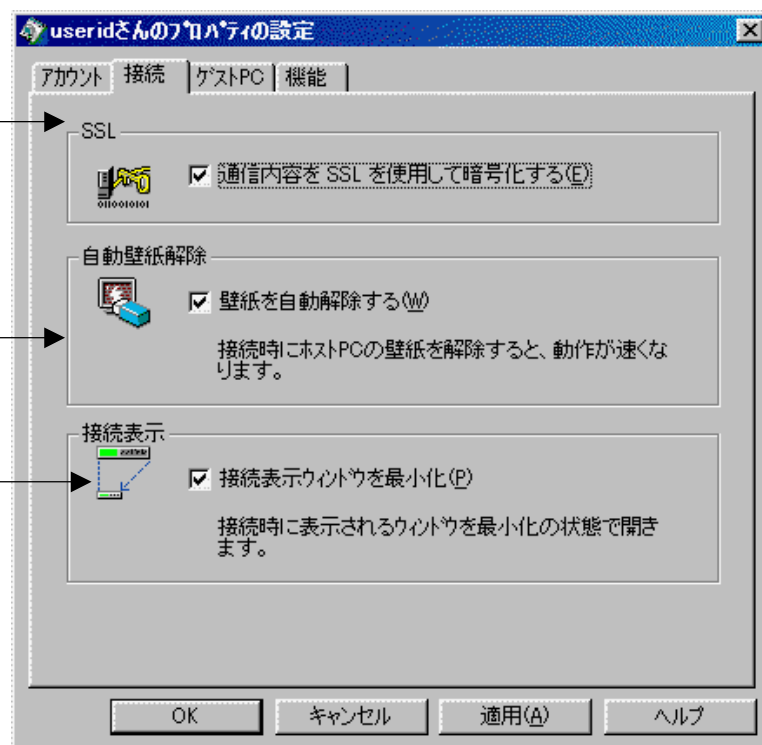 useridさんのﾌﾟﾛﾊﾟﾃｨの設定
ｱｶｳﾝﾄ 接続 ｹﾞｽﾄPC 機能
SSL
通信内容を SSL を使用して暗号化する(E)
011001101
自動壁紙解除
壁紙を自動解除する(W)
接続時にホストPCの壁紙を解除すると、動作が速くな
ります。
接続表示
接続表示ｳｨﾝﾄﾞｳを最小化(P)
接続時に表示されるｳｨﾝﾄﾞｳを最小化の状態で開き
ます。
OK キャンセル 適用(A) ヘルプ